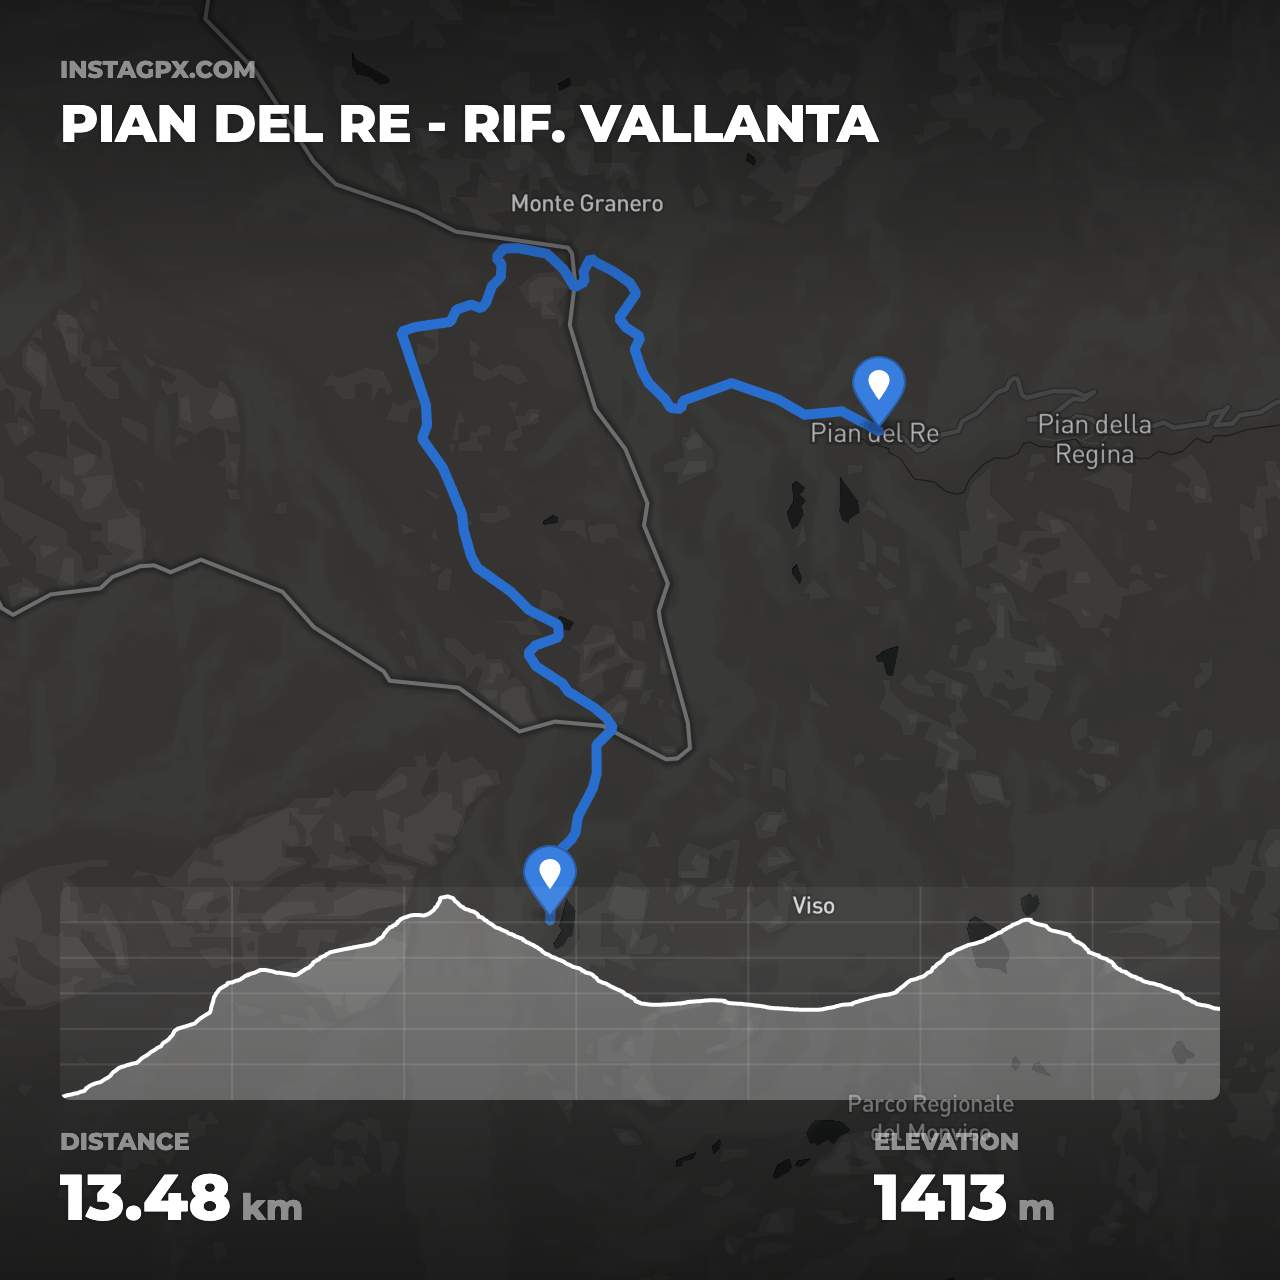 INSTAGPX.COM
PIAN DEL RE - RIF. VALLANTA
Monte Granero
Pian del Re
Pian della
Regina
Viso
Parco Regionale
del Monviso
DISTANCE
ELEVATION
13.48 km
1413 m